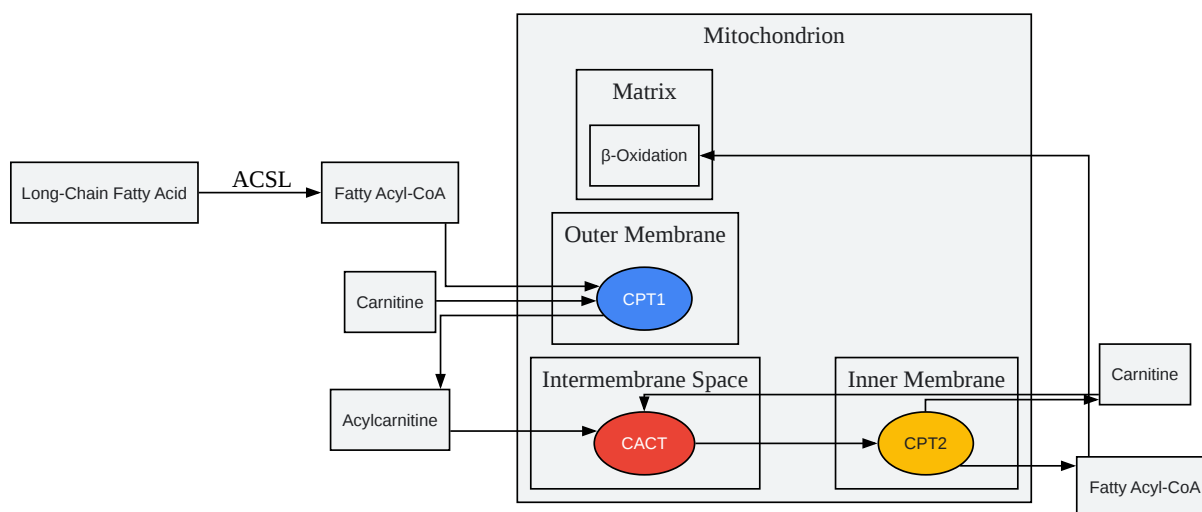 Mitochondrion
Matrix
β-Oxidation
Long-Chain Fatty Acid
ACSL
Fatty Acyl-CoA
Outer Membrane
Carnitine
CPT1
Intermembrane Space
Inner Membrane
Carnitine
Acylcarnitine
CACT
CPT2
Fatty Acyl-CoA